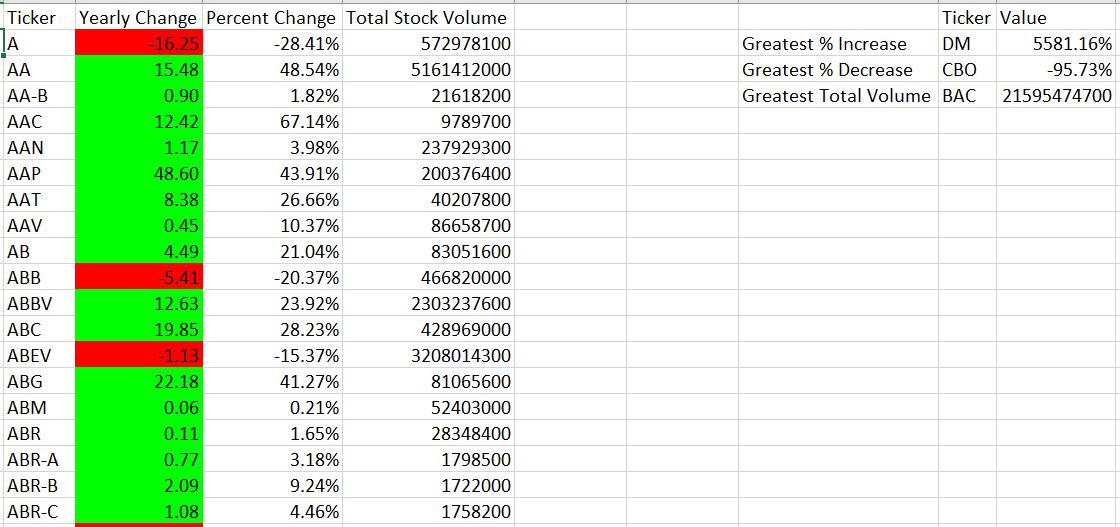 Ticker Yearly Change Percent Change Total Stock Volume Ticker Value
A -16.25 -28.41% 572978100 Greatest % Increase DM 5581.16%
AA 15.48 48.54% 5161412000 Greatest % Decrease CBO -95.73%
AA-B 0.90 1.82% 21618200 Greatest Total Volume BAC 21595474700
AAC 12.42 67.14% 9789700
AAN 1.17 3.98% 237929300
AAP 48.60 43.91% 200376400
AAT 8.38 26.66% 40207800
AAV 0.45 10.37% 86658700
AB 4.49 21.04% 83051600
ABB -5.41 -20.37% 466820000
ABBV 12.63 23.92% 2303237600
ABC 19.85 28.23% 428969000
ABEV -1.13 -15.37% 3208014300
ABG 22.18 41.27% 81065600
ABM 0.06 0.21% 52403000
ABR 0.11 1.65% 28348400
ABR-A 0.77 3.18% 1798500
ABR-B 2.09 9.24% 1722000
ABR-C 1.08 4.46% 1758200